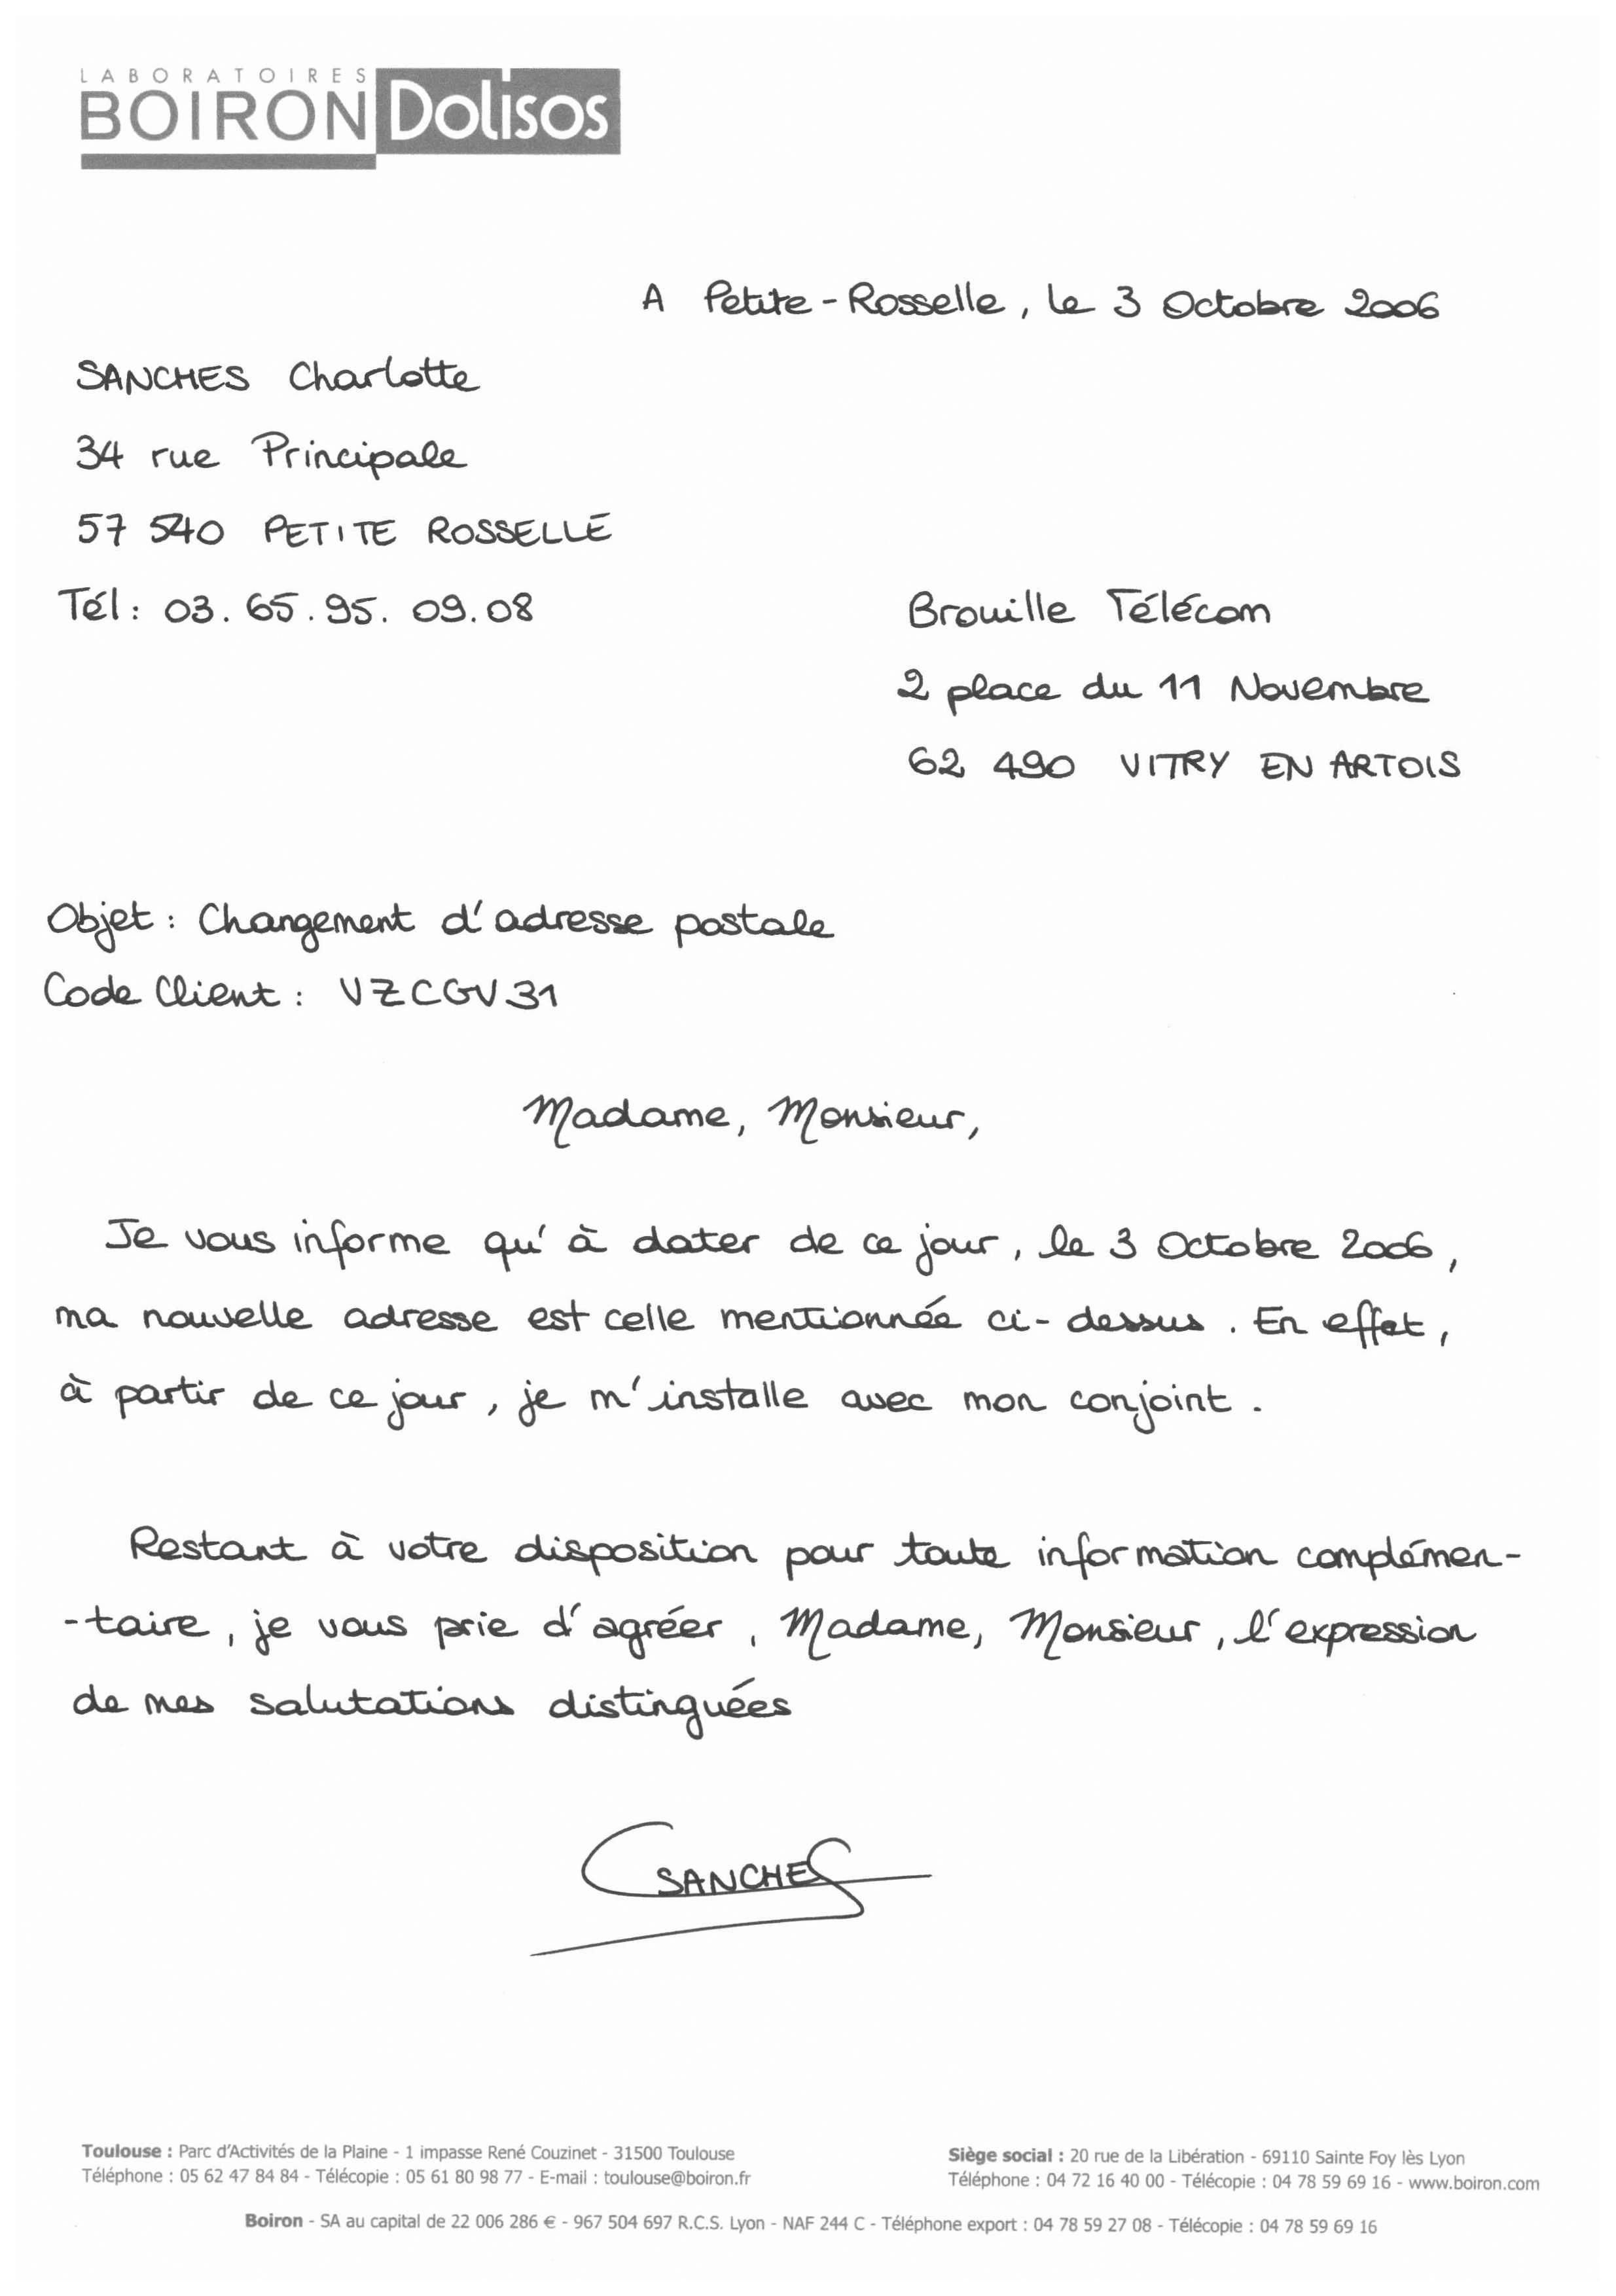 LABORATOIRES
BOIRON Dolisos
A Petite-Rosselle, le 3 Octobre 2006
SANCHES Charlotte
34 rue Principale
57 540 PETITE ROSSELLE
Tél: 03. 65. 95. 09. 08
Brouille Télécom
2 place du 11 Novembre
62 490 VITRY EN ARTOIS
Objet : Changement d'adresse postale
Code Client : VZCGV31
Madame, Monsieur,
Je vous informe qu'à dater de ce jour, le 3 Octobre 2006,
ma nouvelle adresse est celle mentionnée ci-dessus. En effet,
à partir de ce jour, je m'installe avec mon conjoint.
Restant à votre disposition pour toute information complémen-
-taire, je vous prie d'agréer, Madame, Monsieur, l'expression
de mes salutations distinguées
CSANCHES
Toulouse : Parc d'Activités de la Plaine - 1 impasse René Couzinet - 31500 Toulouse
Téléphone : 05 62 47 84 84 - Télécopie : 05 61 80 98 77 - E-mail : toulouse@boiron.fr
Siège social : 20 rue de la Libération - 69110 Sainte Foy lès Lyon
Téléphone : 04 72 16 40 00 - Télécopie : 04 78 59 69 16 - www.boiron.com
Boiron - SA au capital de 22 006 286 € - 967 504 697 R.C.S. Lyon - NAF 244 C - Téléphone export : 04 78 59 27 08 - Télécopie : 04 78 59 69 16